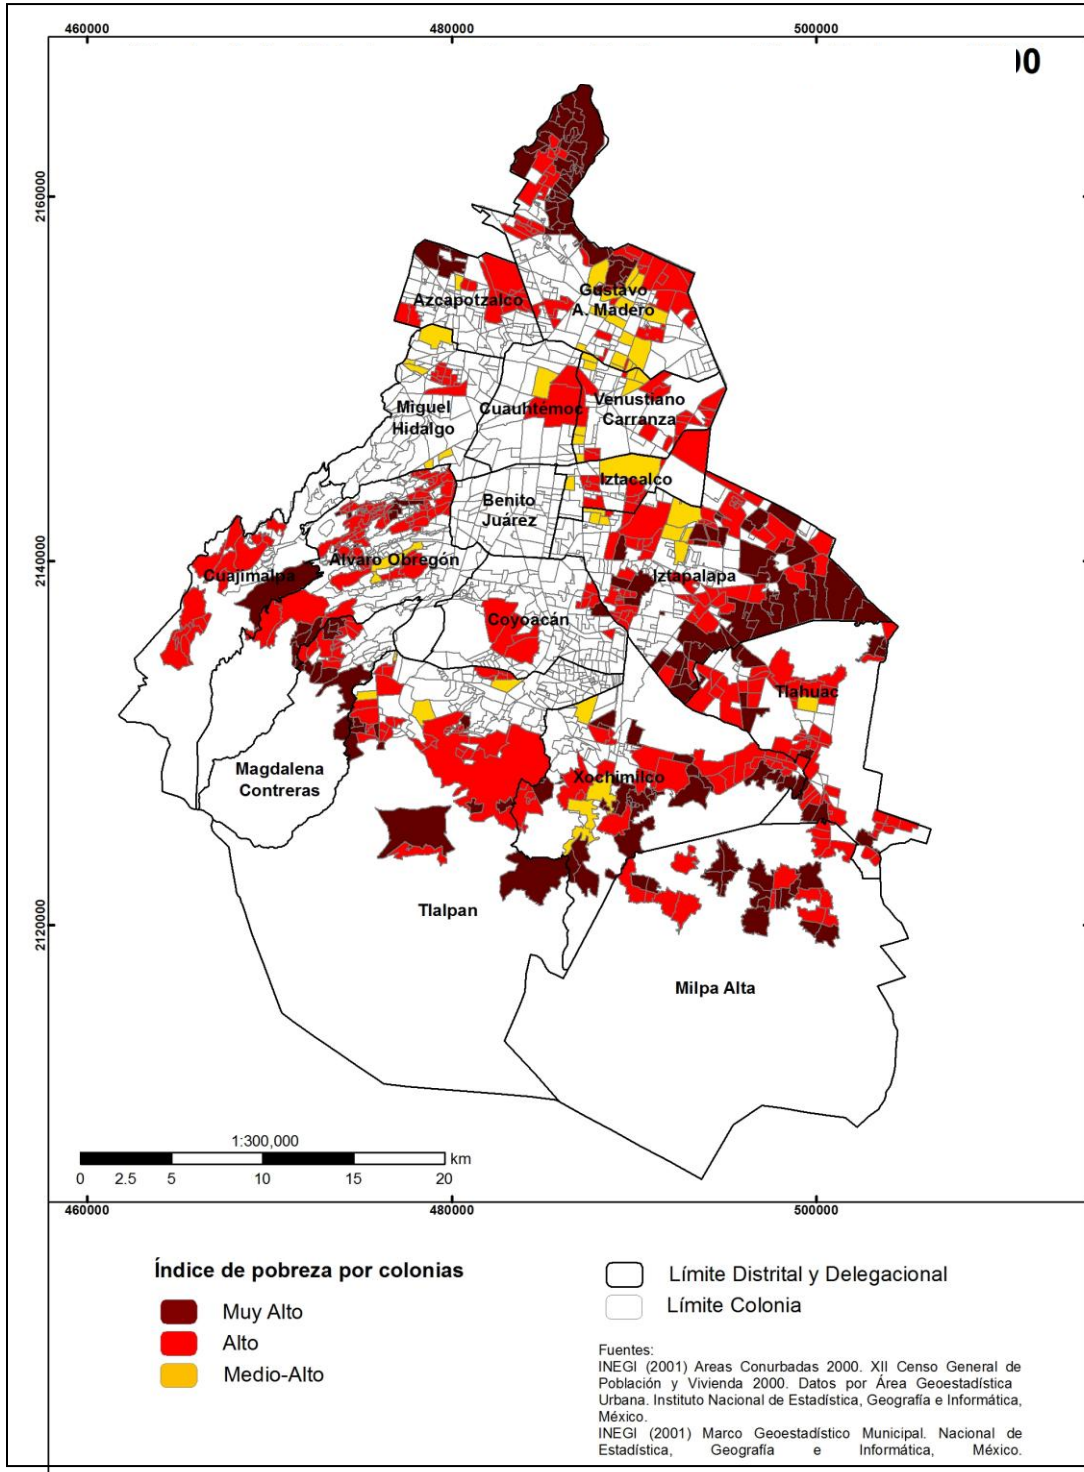 460000
480000
500000
00
2160000
2140000
2120000
Azcapotzalco
Gustavo
A. Madero
Miguel
Hidalgo
Cuauhtémoc
Venustiano
Carranza
Iztacalco
Benito
Juárez
Cuajimalpa
Alvaro Obregón
Iztapalapa
Coyoacán
Tlahuac
Magdalena
Contreras
Xochimilco
Tlalpan
Milpa Alta
1:300,000
km
0 2.5 5 10 15 20
460000
480000
500000
Índice de pobreza por colonias
Muy Alto
Alto
Medio-Alto
Límite Distrital y Delegacional
Límite Colonia
Fuentes:
INEGI (2001) Areas Conurbadas 2000. XII Censo General de
Población y Vivienda 2000. Datos por Área Geoestadística
Urbana. Instituto Nacional de Estadística, Geografía e Informática,
México.
INEGI (2001) Marco Geoestadístico Municipal. Nacional de
Estadística, Geografía e Informática, México.